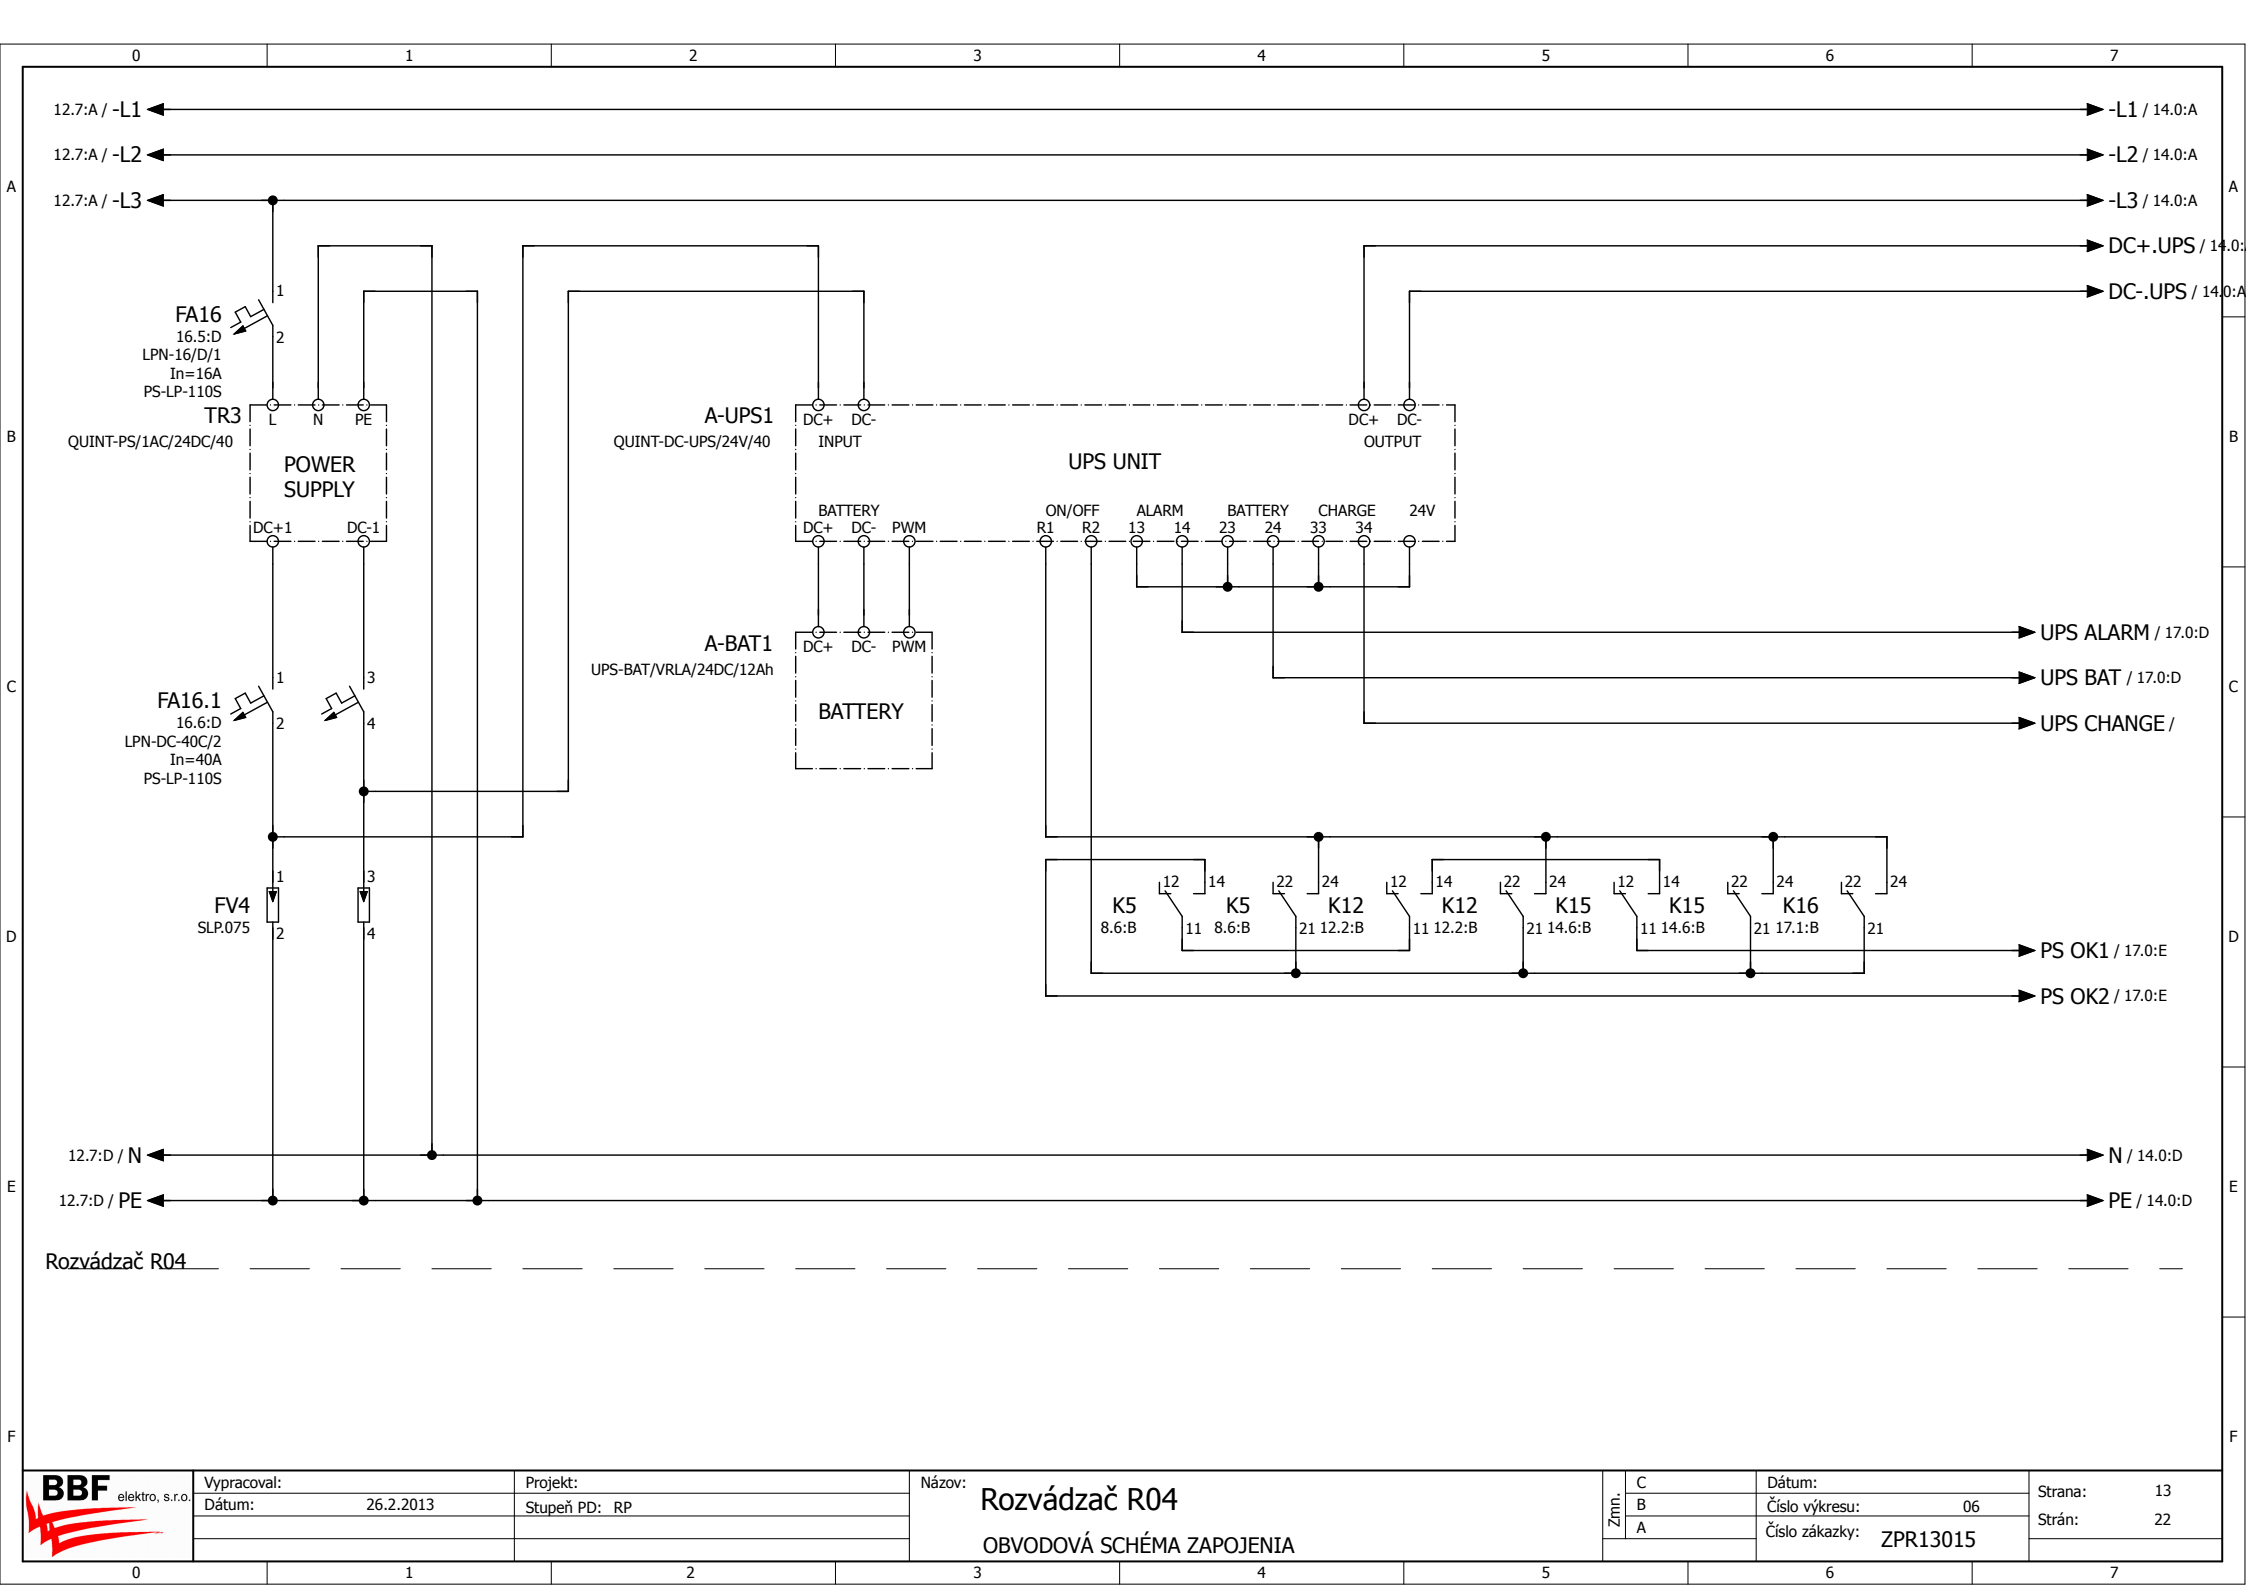 0 1 2 3 4 5 6 7
12.7:A / -L1
-L1 / 14.0:A
12.7:A / -L2
-L2 / 14.0:A
A
A
12.7:A / -L3
-L3 / 14.0:A
DC+.UPS / 14.0:
DC-.UPS / 14.0:A
1
FA16
16.5:D
2
LPN-16/D/1
In=16A
PS-LP-110S
TR3
L N PE
QUINT-PS/1AC/24DC/40
POWER
SUPPLY
DC+1 DC-1
A-UPS1
DC+ DC-
DC+ DC-
QUINT-DC-UPS/24V/40
INPUT
OUTPUT
UPS UNIT
B
B
BATTERY ON/OFF ALARM BATTERY CHARGE 24V
DC+ DC- PWM R1 R2 13 14 23 24 33 34
A-BAT1
DC+ DC- PWM
UPS-BAT/VRLA/24DC/12Ah
BATTERY
UPS ALARM / 17.0:D
UPS BAT / 17.0:D
UPS CHANGE /
C
C
1 3
FA16.1
16.6:D
2 4
LPN-DC-40C/2
In=40A
PS-LP-110S
1 3
FV4
SLP.075
2 4
12 14 22 24 12 14 22 24 12 14 22 24 22 24
K5 K5 K12 K12 K15 K15 K16
8.6:B 11 8.6:B 21 12.2:B 11 12.2:B 21 14.6:B 11 14.6:B 21 17.1:B 21
D
D
PS OK1 / 17.0:E
PS OK2 / 17.0:E
12.7:D / N
N / 14.0:D
E
E
12.7:D / PE
PE / 14.0:D
Rozvádzač R04
F
F
BBF elektro, s.r.o.
Vypracoval:
Dátum: 26.2.2013
Projekt:
Stupeň PD: RP
Názov:
Rozvádzač R04
OBVODOVÁ SCHÉMA ZAPOJENIA
Zmn.
C
B
A
Dátum:
Číslo výkresu: 06
Číslo zákazky: ZPR13015
Strana: 13
Strán: 22
0 1 2 3 4 5 6 7